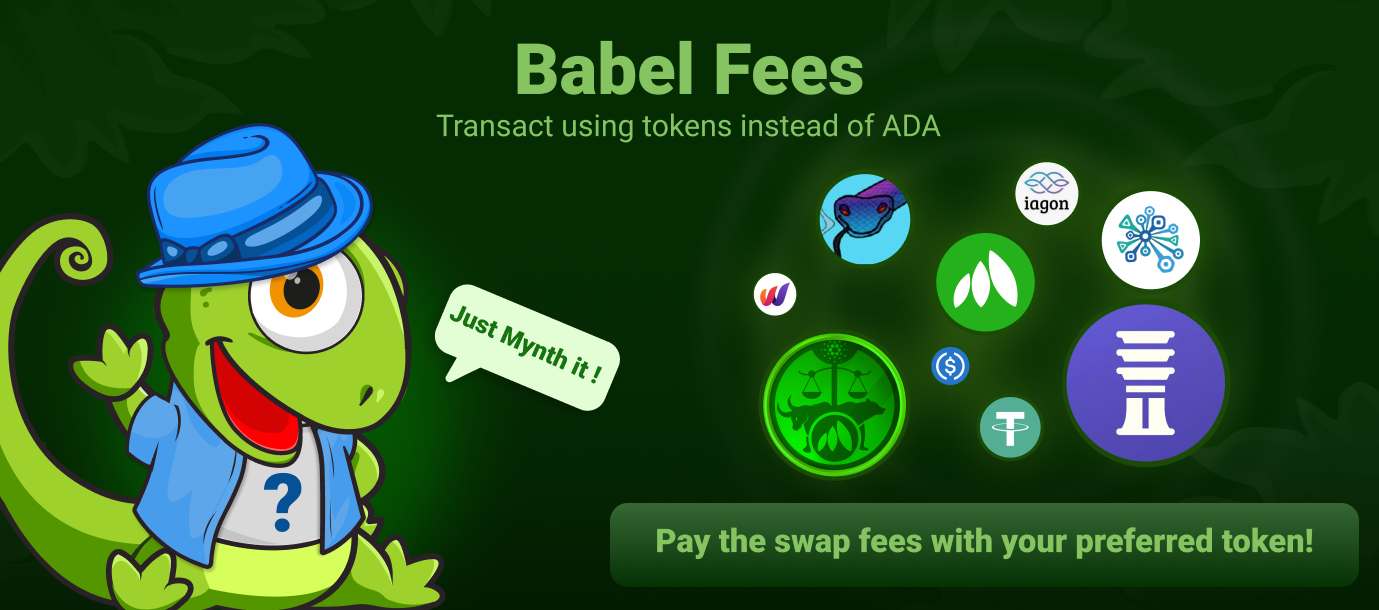 Babel Fees
Transact using tokens instead of ADA
iagon
Just Mynth it !
?
Pay the swap fees with your preferred token!